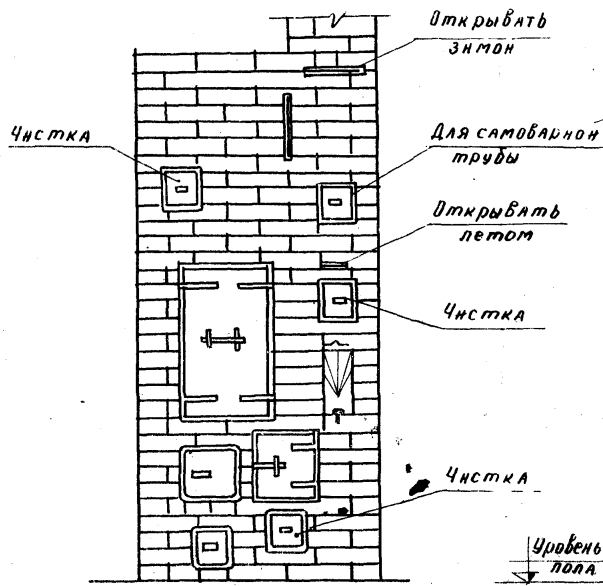 Открывать
зимой
Чистка
Для самоварной
трубы
Открывать
летом
Чистка
Чистка
Уровень
пола